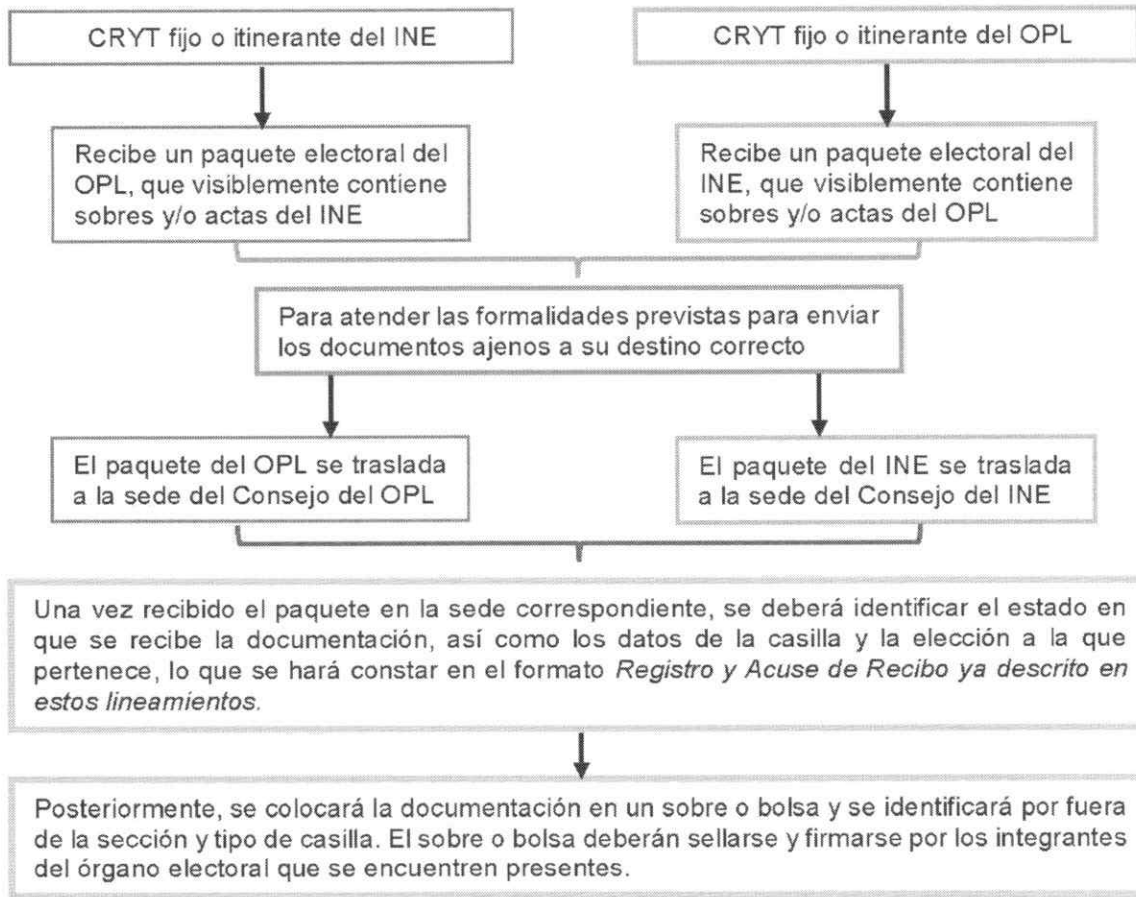 CRYT fijo o itinerante del INE
CRYT fijo o itinerante del OPL
Recibe un paquete electoral del
OPL, que visiblemente contiene
sobres y/o actas del INE
Recibe un paquete electoral del
INE, que visiblemente contiene
sobres y/o actas del OPL
Para atender las formalidades previstas para enviar
los documentos ajenos a su destino correcto
El paquete del OPL se traslada
a la sede del Consejo del OPL
El paquete del INE se traslada
a la sede del Consejo del INE
Una vez recibido el paquete en la sede correspondiente, se deberá identificar el estado en
que se recibe la documentación, así como los datos de la casilla y la elección a la que
pertenece, lo que se hará constar en el formato Registro y Acuse de Recibo ya descrito en
estos lineamientos.
Posteriormente, se colocará la documentación en un sobre o bolsa y se identificará por fuera
de la sección y tipo de casilla. El sobre o bolsa deberán sellarse y firmarse por los integrantes
del órgano electoral que se encuentren presentes.